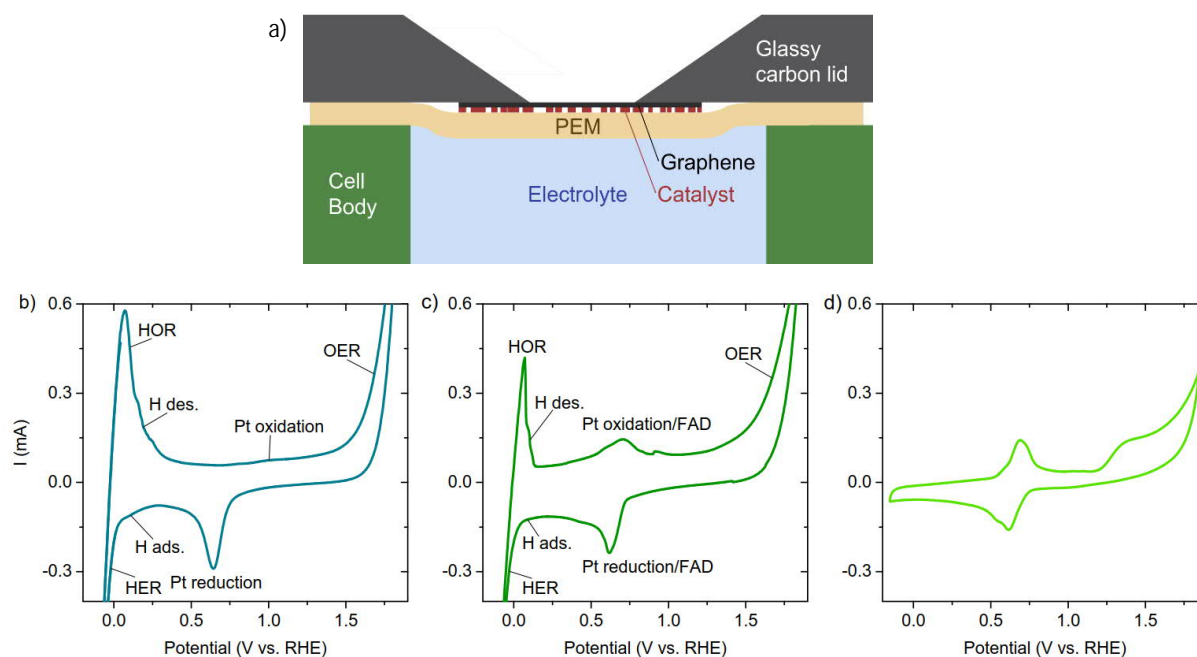 a)
Glassy
carbon lid
PEM
Graphene
Cell
Body
Electrolyte
Catalyst
b)
0.6
0.3
0.0
-0.3
I (mA)
HOR
H des.
Pt oxidation
OER
H ads.
Pt reduction
HER
0.0 0.5 1.0 1.5
Potential (V vs. RHE)
c)
0.6
0.3
0.0
-0.3
HOR
H des.
Pt oxidation/FAD
OER
H ads.
Pt reduction/FAD
HER
0.0 0.5 1.0 1.5
Potential (V vs. RHE)
d)
0.6
0.3
0.0
-0.3
0.0 0.5 1.0 1.5
Potential (V vs. RHE)